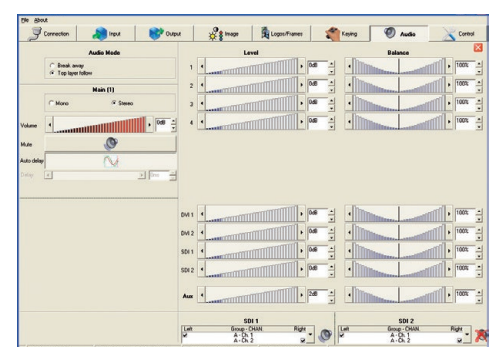 File About
Connection Input Output Image Logos/Frames Keying Audio Control
Audio Mode Level Balance
Break away
Top layer follow
Main (1)
Mono Stereo
Volume 0dB
Mute
Auto delay
Delay 0ms
1 0dB 100%
2 0dB 100%
3 0dB 100%
4 0dB 100%
DVI 1 0dB 100%
DVI 2 0dB 100%
SDI 1 0dB 100%
SDI 2 0dB 100%
Aux 2dB 100%
SDI 1 SDI 2
Left Group - CHAN. Right Left Group - CHAN. Right
A - Ch. 1 A - Ch. 1
A - Ch. 2 A - Ch. 2